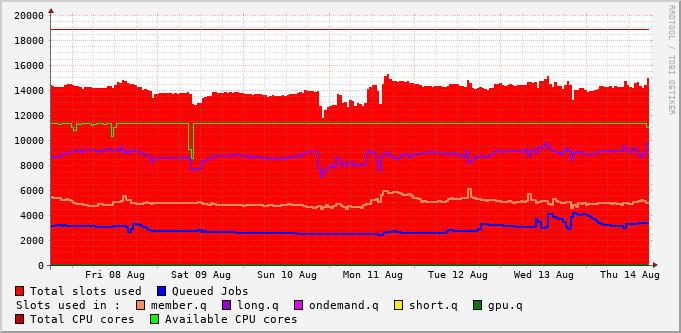 20000
18000
16000
14000
12000
10000
8000
6000
4000
2000
0
Fri 08 Aug Sat 09 Aug Sun 10 Aug Mon 11 Aug Tue 12 Aug Wed 13 Aug Thu 14 Aug
Total slots used Queued Jobs
Slots used in : member.q long.q ondemand.q short.q gpu.q
Total CPU cores Available CPU cores
RRDTOOL / TOBI OETIKER